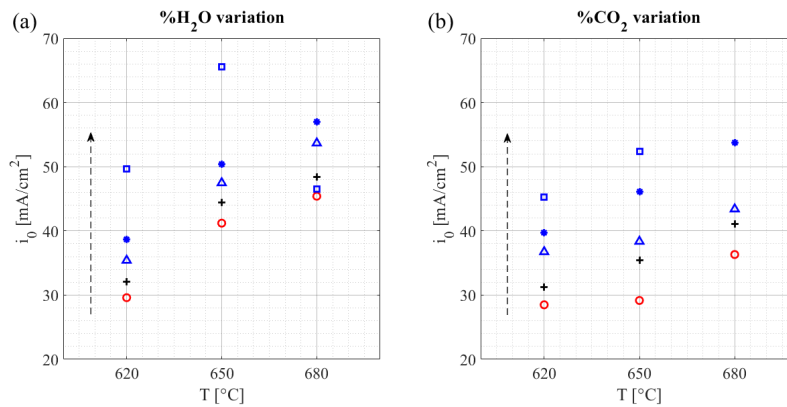 (a)
%H₂O variation
70
60
50
40
30
20
i₀ [mA/cm²]
620
650
680
T [°C]
(b)
%CO₂ variation
70
60
50
40
30
20
i₀ [mA/cm²]
620
650
680
T [°C]